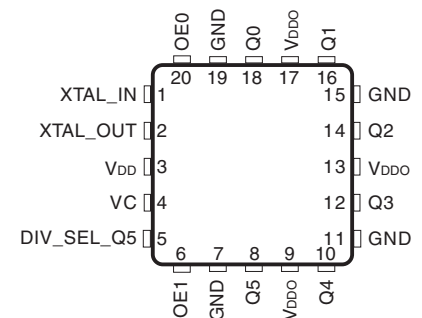 OE0 GND Q0 VDDO Q1
20 19 18 17 16
XTAL_IN 1 15 GND
XTAL_OUT 2 14 Q2
VDD 3 13 VDDO
VC 4 12 Q3
DIV_SEL_Q5 5 11 GND
6 7 8 9 10
OE1 GND Q5 VDDO Q4